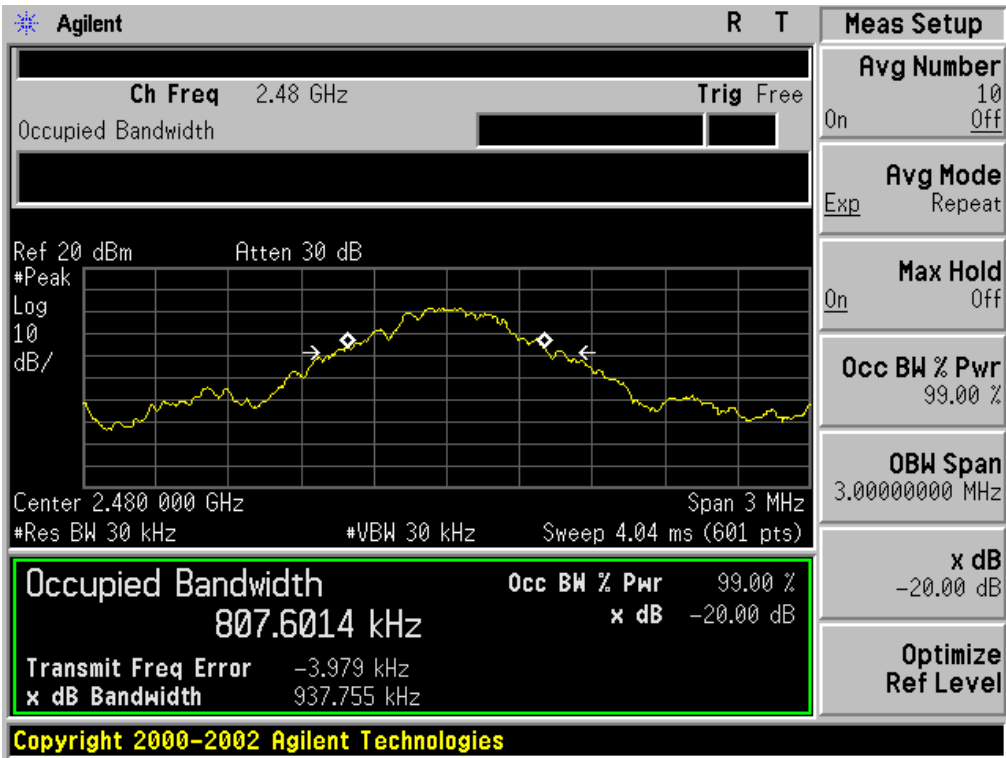 Agilent R T
Ch Freq 2.48 GHz Trig Free
Occupied Bandwidth
Ref 20 dBm Atten 30 dB
#Peak
Log
10
dB/
Center 2.480 000 GHz Span 3 MHz
#Res BW 30 kHz #VBW 30 kHz Sweep 4.04 ms (601 pts)
Occupied Bandwidth Occ BW % Pwr 99.00 %
807.6014 kHz x dB -20.00 dB
Transmit Freq Error -3.979 kHz
x dB Bandwidth 937.755 kHz
Copyright 2000-2002 Agilent Technologies
Meas Setup
Avg Number
10
On Off
Avg Mode
Exp Repeat
Max Hold
On Off
Occ BW % Pwr
99.00 %
OBW Span
3.00000000 MHz
x dB
-20.00 dB
Optimize
Ref Level